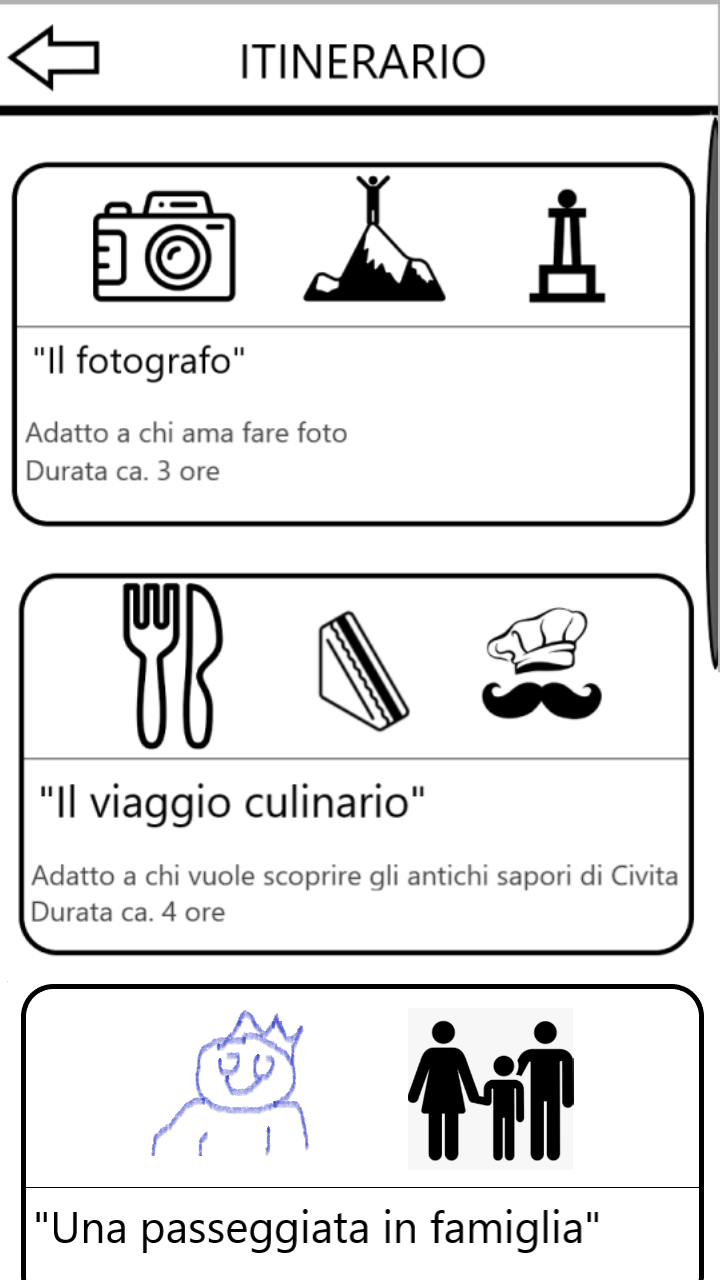 ITINERARIO
"Il fotografo"
Adatto a chi ama fare foto
Durata ca. 3 ore
"Il viaggio culinario"
Adatto a chi vuole scoprire gli antichi sapori di Civita
Durata ca. 4 ore
"Una passeggiata in famiglia"